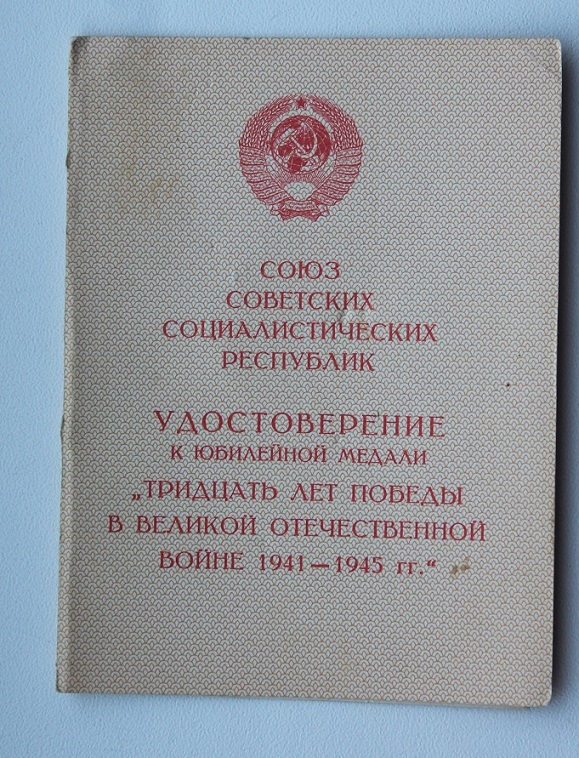 СОЮЗ
СОВЕТСКИХ
СОЦИАЛИСТИЧЕСКИХ
РЕСПУБЛИК
УДОСТОВЕРЕНИЕ
К ЮБИЛЕЙНОЙ МЕДАЛИ
„ТРИДЦАТЬ ЛЕТ ПОБЕДЫ
В ВЕЛИКОЙ ОТЕЧЕСТВЕННОЙ
ВОЙНЕ 1941—1945 гг.“